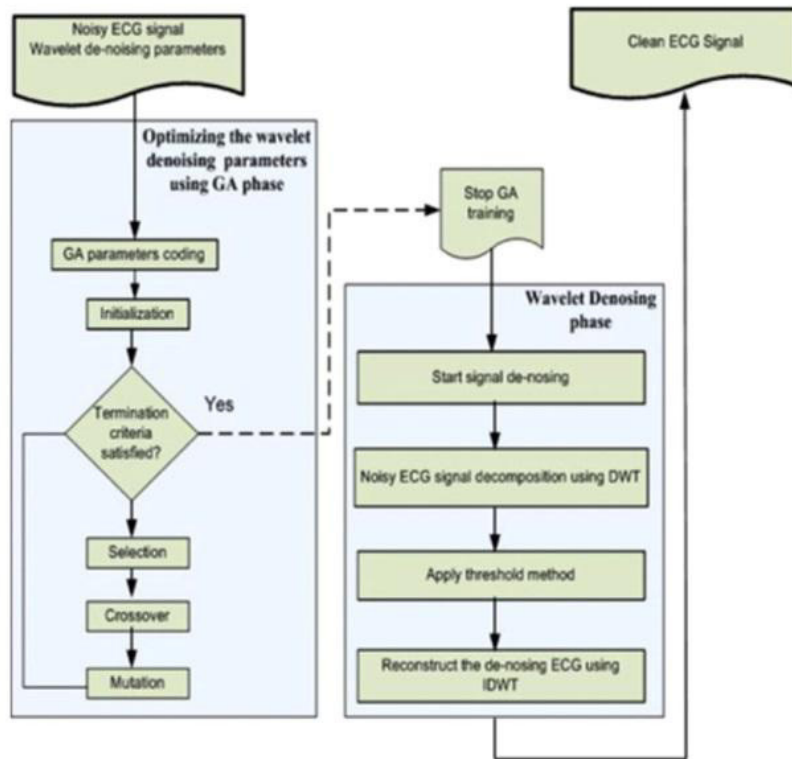 Noisy ECG signal
Wavelet de-noising parameters
Optimizing the wavelet
denoising parameters
using GA phase
GA parameters coding
Initialization
Termination
criteria
satisfied?
Yes
Selection
Crossover
Mutation
Stop GA
training
Wavelet Denosing
phase
Start signal de-nosing
Noisy ECG signal decomposition using DWT
Apply threshold method
Reconstruct the de-nosing ECG using
IDWT
Clean ECG Signal